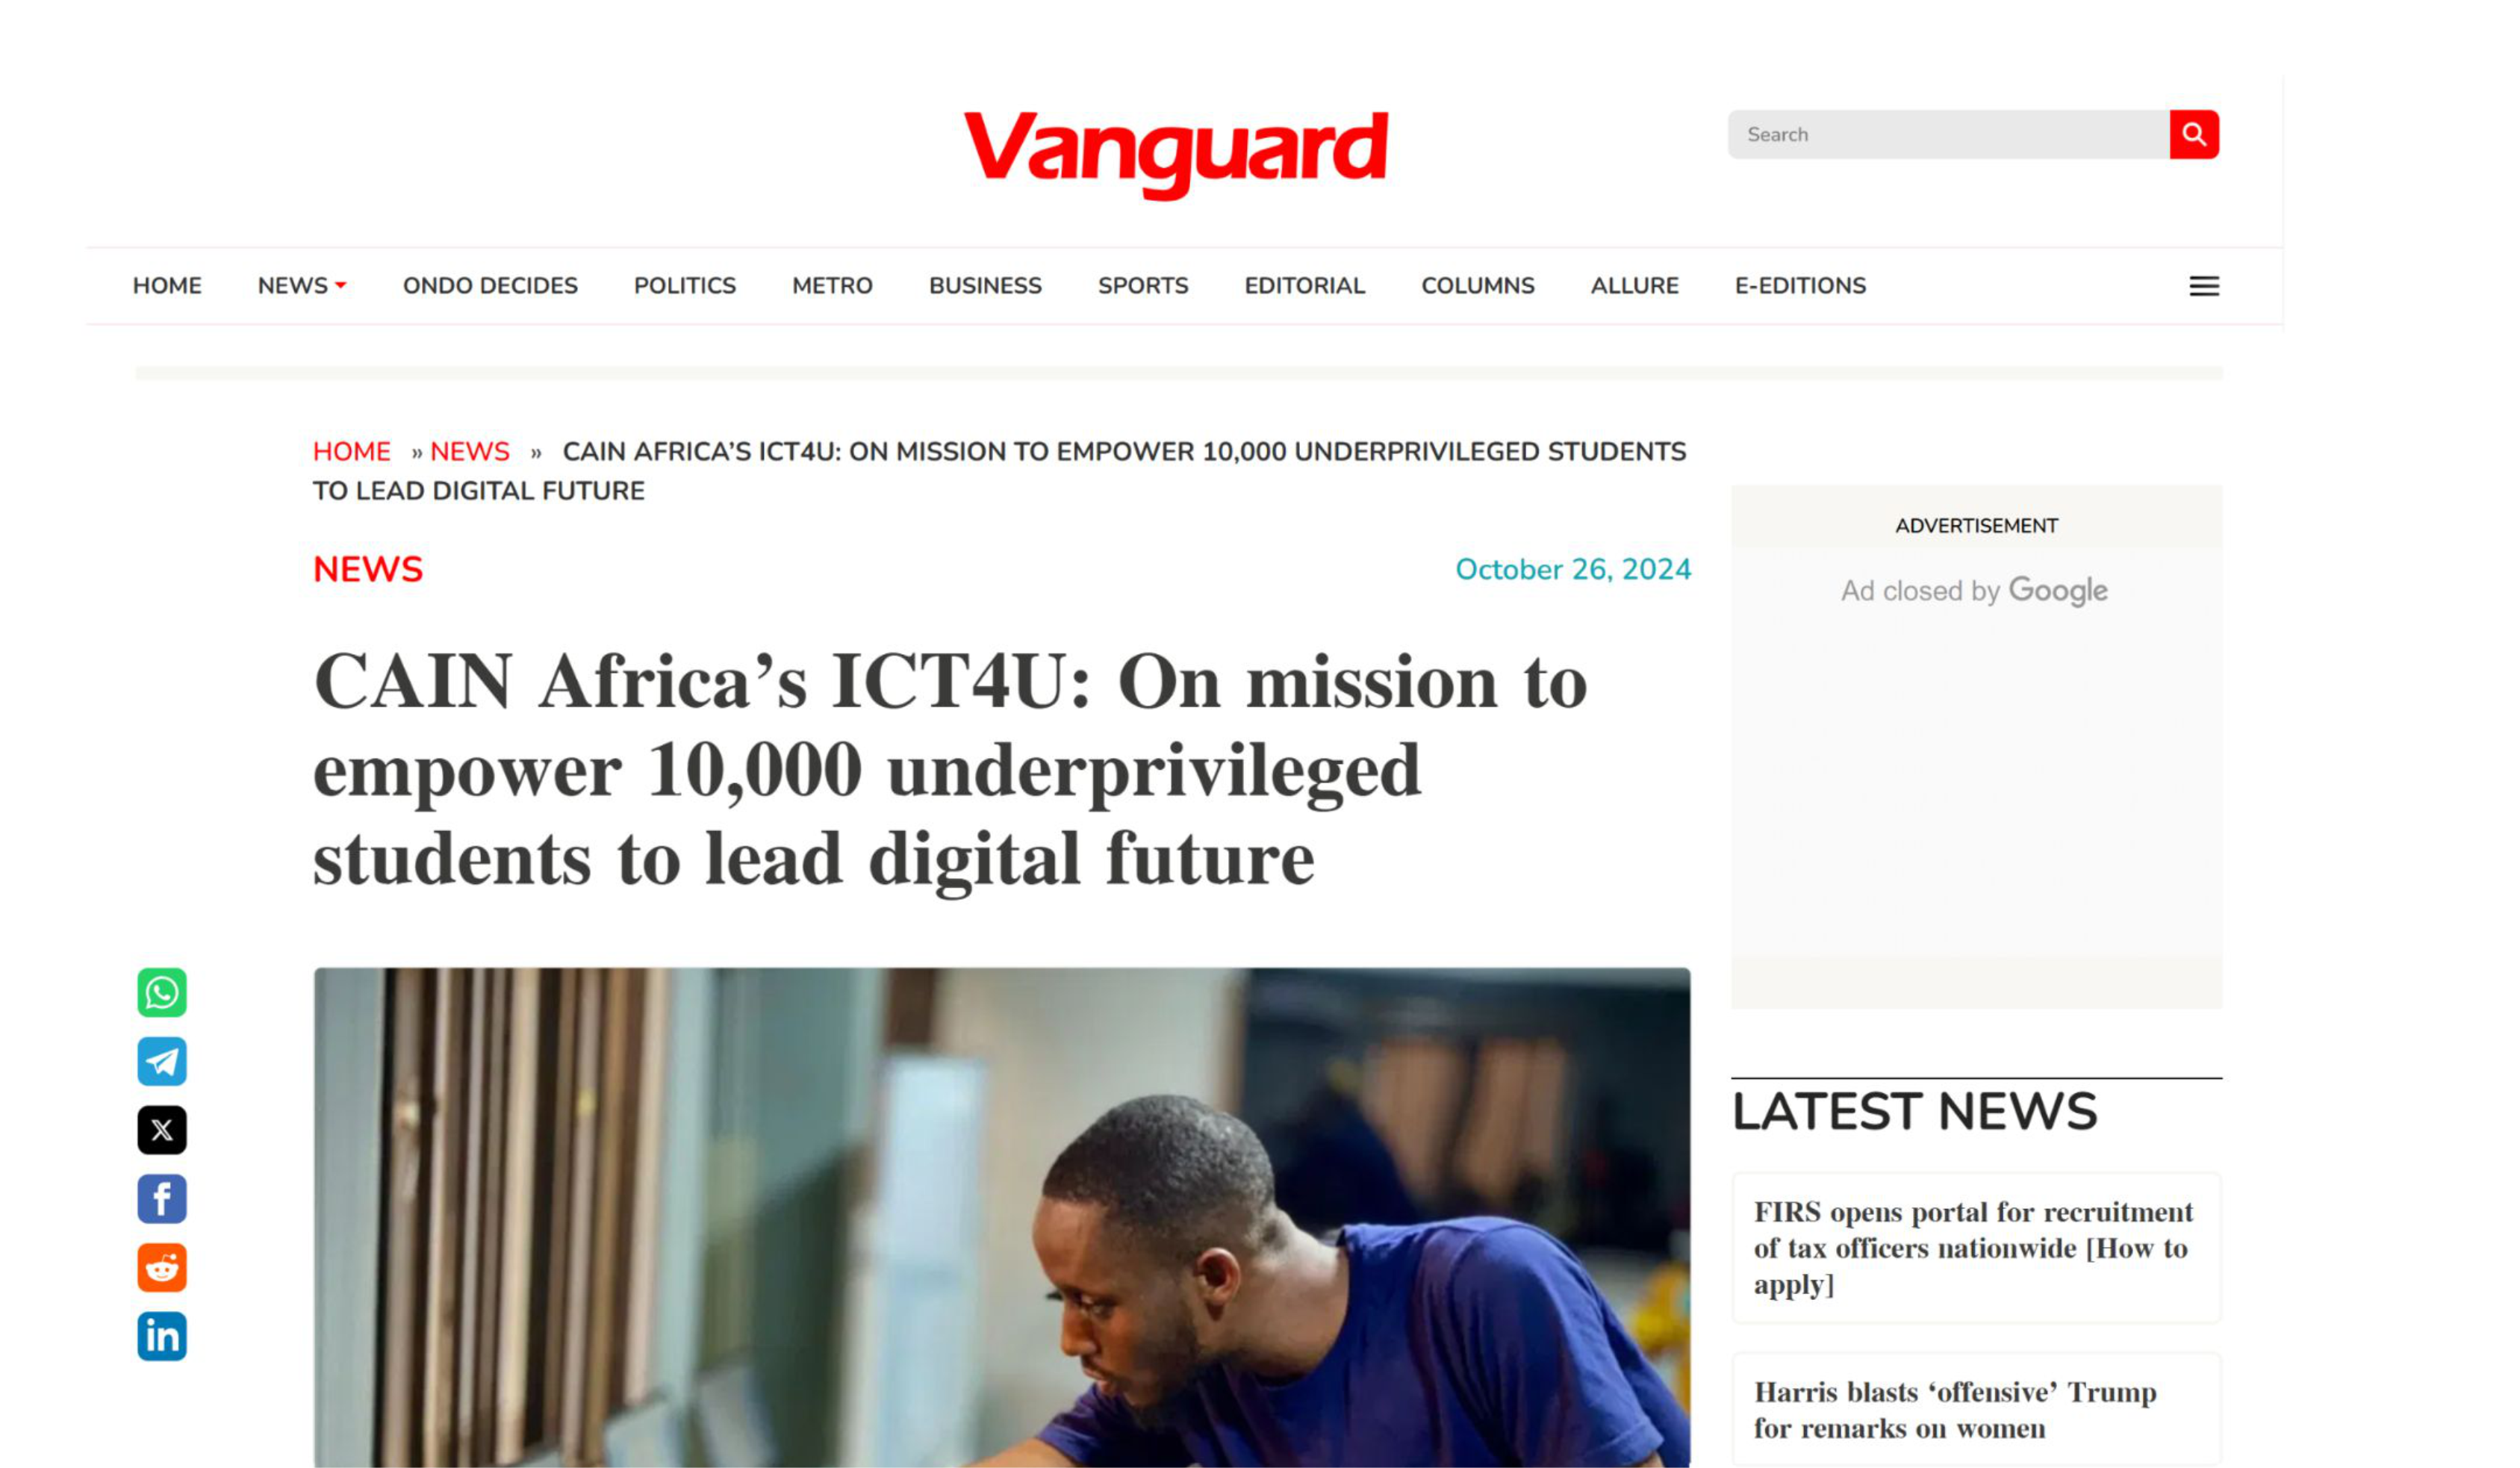 Vanguard
Search
HOME NEWS ONDO DECIDES POLITICS METRO BUSINESS SPORTS EDITORIAL COLUMNS ALLURE E-EDITIONS
HOME » NEWS » CAIN AFRICA’S ICT4U: ON MISSION TO EMPOWER 10,000 UNDERPRIVILEGED STUDENTS
TO LEAD DIGITAL FUTURE
NEWS
October 26, 2024
CAIN Africa’s ICT4U: On mission to
empower 10,000 underprivileged
students to lead digital future
ADVERTISEMENT
Ad closed by Google
LATEST NEWS
FIRS opens portal for recruitment
of tax officers nationwide [How to
apply]
Harris blasts ‘offensive’ Trump
for remarks on women